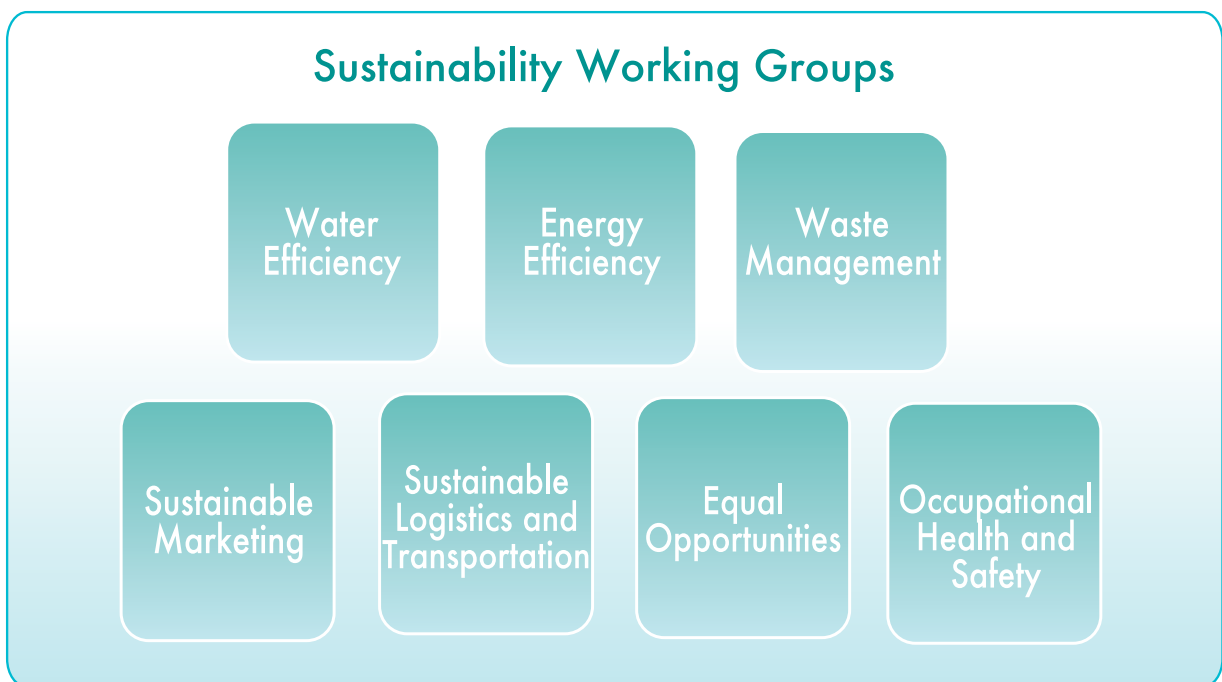 Sustainability Working Groups
Water
Efficiency
Energy
Efficiency
Waste
Management
Sustainable
Marketing
Sustainable
Logistics and
Transportation
Equal
Opportunities
Occupational
Health and
Safety